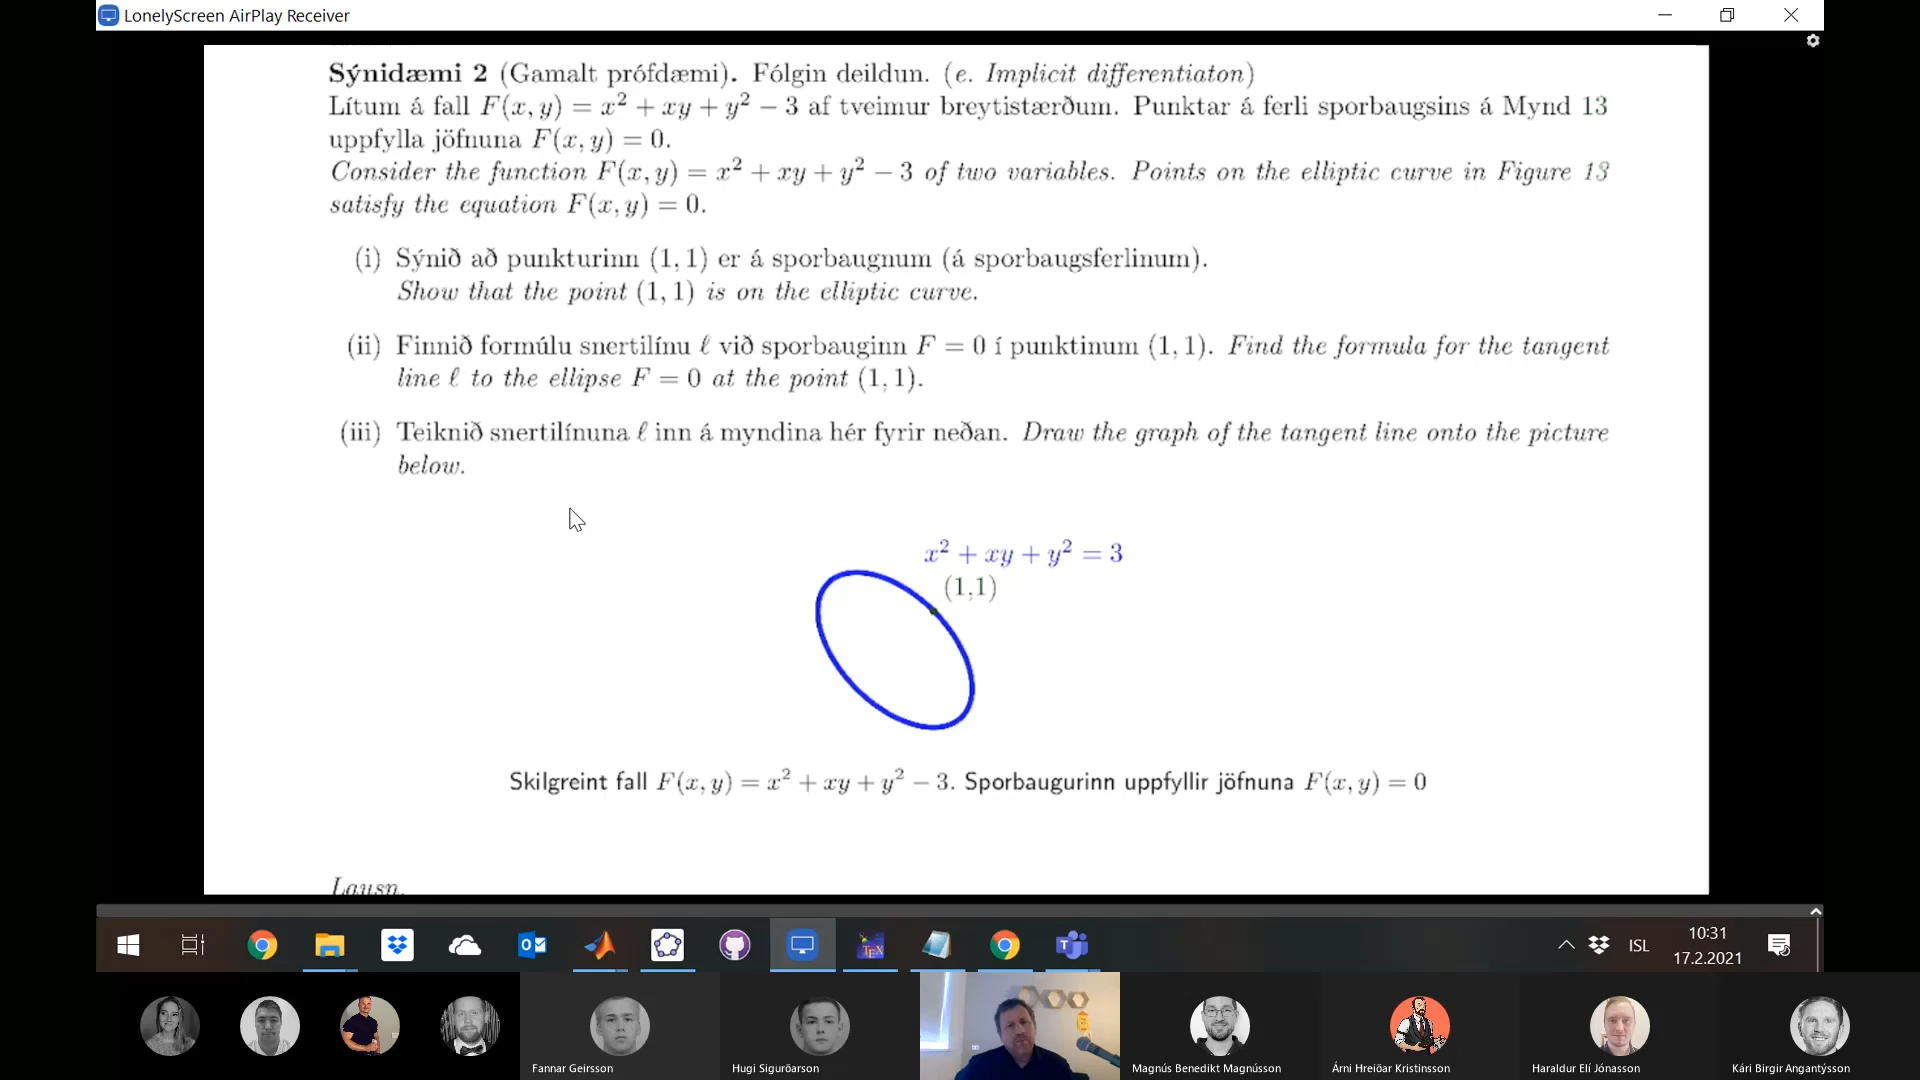 LonelyScreen AirPlay Receiver
Sýnidæmi 2 (Gamalt prófdæmi). Fólgin deildun. (e. Implicit differentiaton)
Lítum á fall F(x, y) = x² + xy + y² − 3 af tveimur breytistærðum. Punktar á ferli sporbaugsins á Mynd 13
uppfylla jöfnuna F(x, y) = 0.
Consider the function F(x, y) = x² + xy + y² − 3 of two variables. Points on the elliptic curve in Figure 13
satisfy the equation F(x, y) = 0.
(i) Sýnið að punkturinn (1, 1) er á sporbaugnum (á sporbaugsferlinum).
Show that the point (1, 1) is on the elliptic curve.
(ii) Finnið formúlu snertilínu ℓ við sporbauginn F = 0 í punktinum (1, 1). Find the formula for the tangent
line ℓ to the ellipse F = 0 at the point (1, 1).
(iii) Teiknið snertilínuna ℓ inn á myndina hér fyrir neðan. Draw the graph of the tangent line onto the picture
below.
x² + xy + y² = 3
(1,1)
Skilgreint fall F(x, y) = x² + xy + y² − 3. Sporbaugurinn uppfyllir jöfnuna F(x, y) = 0
Lausn.
ISL
10:31
17.2.2021
Fannar Geirsson
Hugi Sigurðarson
Magnús Benedikt Magnússon
Árni Hreiðar Kristinsson
Haraldur Elí Jónasson
Kári Birgir Angantýsson